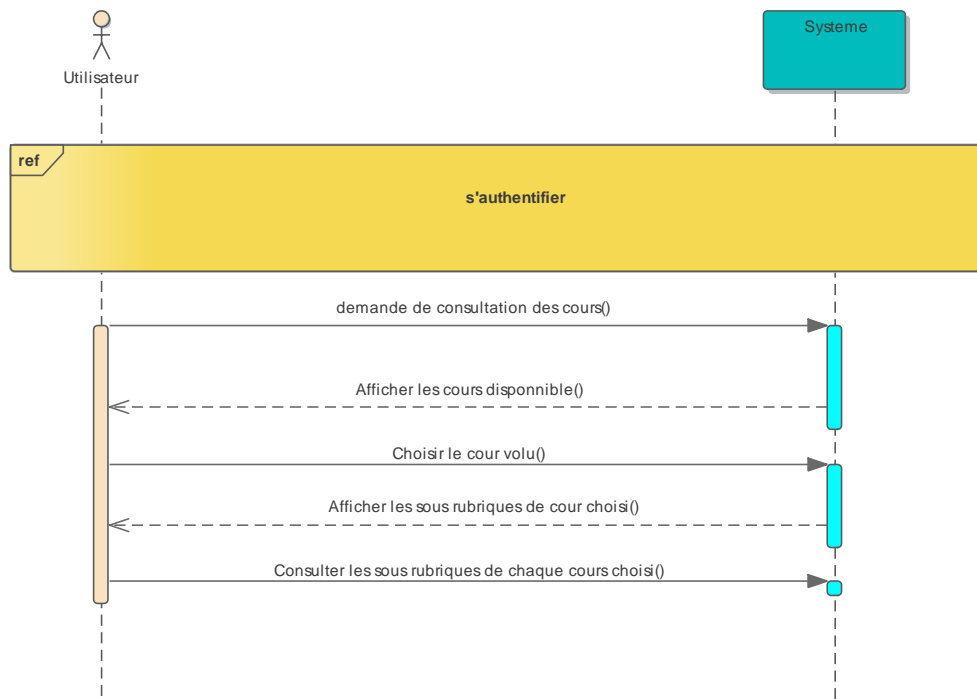 Utilisateur
Systeme
ref
s'authentifier
demande de consultation des cours()
Afficher les cours disponnible()
Choisir le cour volu()
Afficher les sous rubriques de cour choisi()
Consulter les sous rubriques de chaque cours choisi()